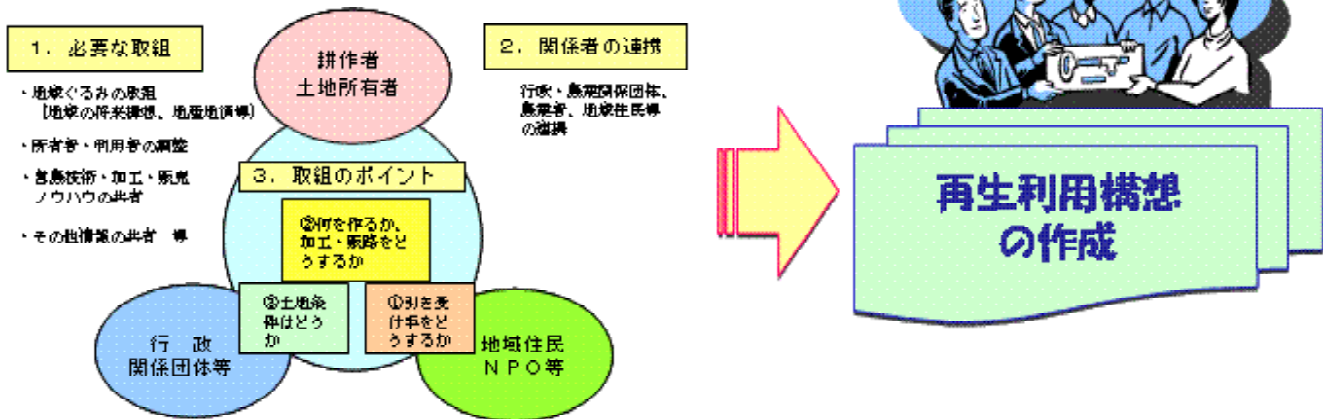 1. 必要な取組
・地域ぐるみの取組
[地域の将来構想、地産地消等)
・所有者・利用者の調整
・営農技術・加工・販売
ノウハウの共有
・その他情報の共有 等
耕作者
土地所有者
2. 関係者の連携
行政・農業関係団体、
農業者、地域住民等
の連携
3. 取組のポイント
②何を作るか、
加工・販路をど
うするか
③土地条
件はどう
か
①引き受
け手をど
うするか
行 政
関係団体等
地域住民
NPO等
再生利用構想
の作成